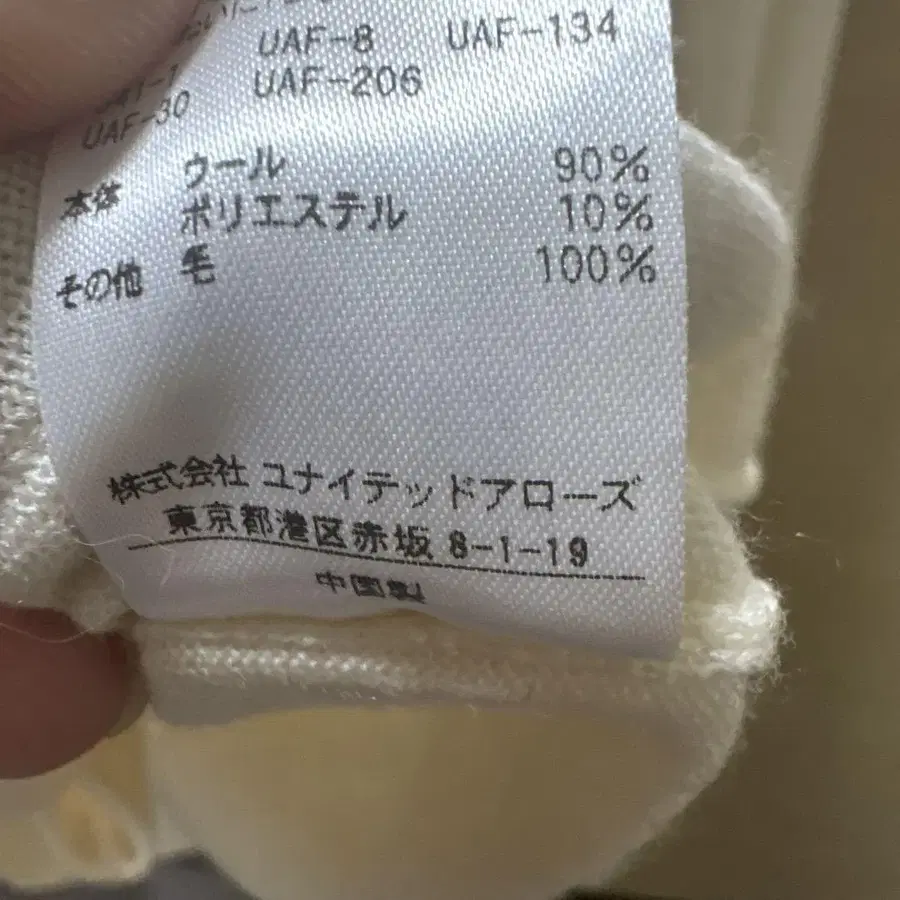 UAF-8 UAF-134
UAF-206
UAF-30
本体 ウール 90%
ポリエステル 10%
その他 毛 100%
株式会社 ユナイテッドアローズ
東京都港区赤坂 8-1-19
中国製